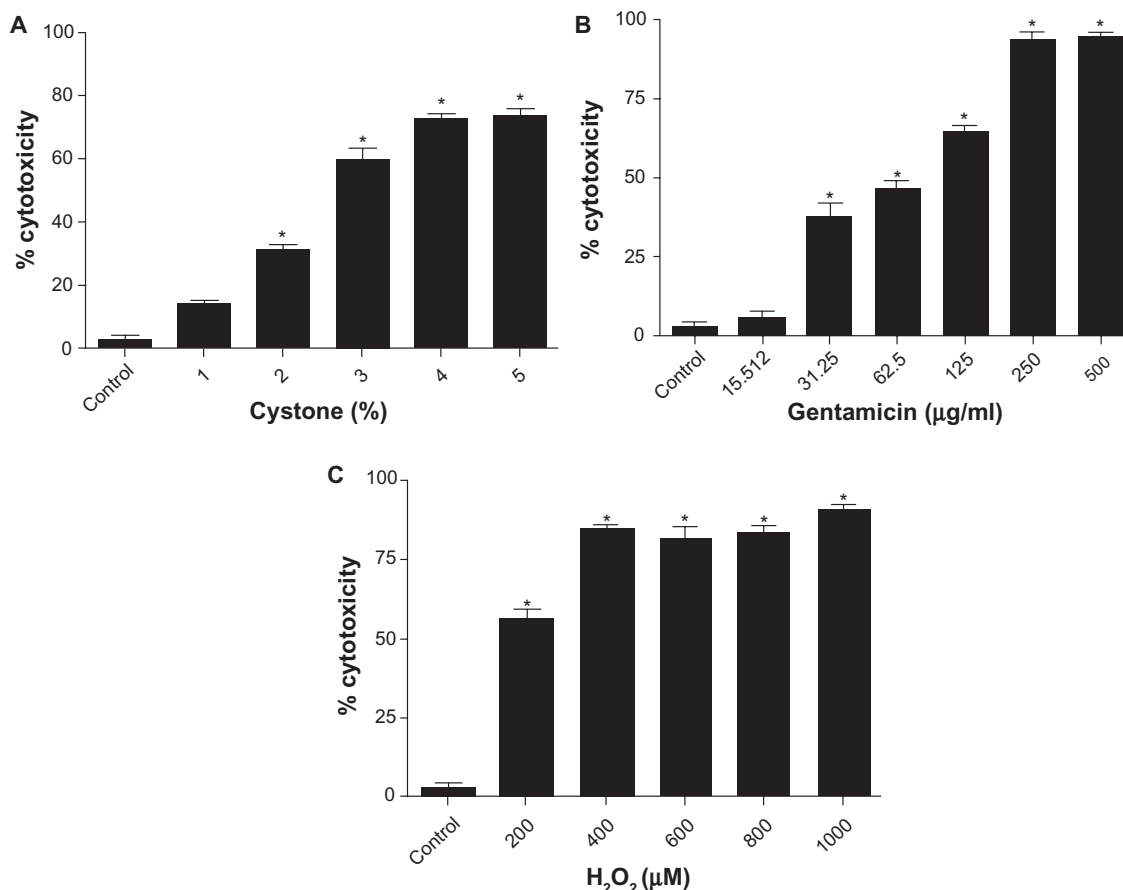 A
100
80
60
40
20
0
% cytotoxicity
* * * *
Control 1 2 3 4 5
Cystone (%)
B
100
75
50
25
0
% cytotoxicity
* * * * *
Control 15.512 31.25 62.5 125 250 500
Gentamicin (µg/ml)
C
100
75
50
25
0
% cytotoxicity
* * * * *
Control 200 400 600 800 1000
H₂O₂ (µM)